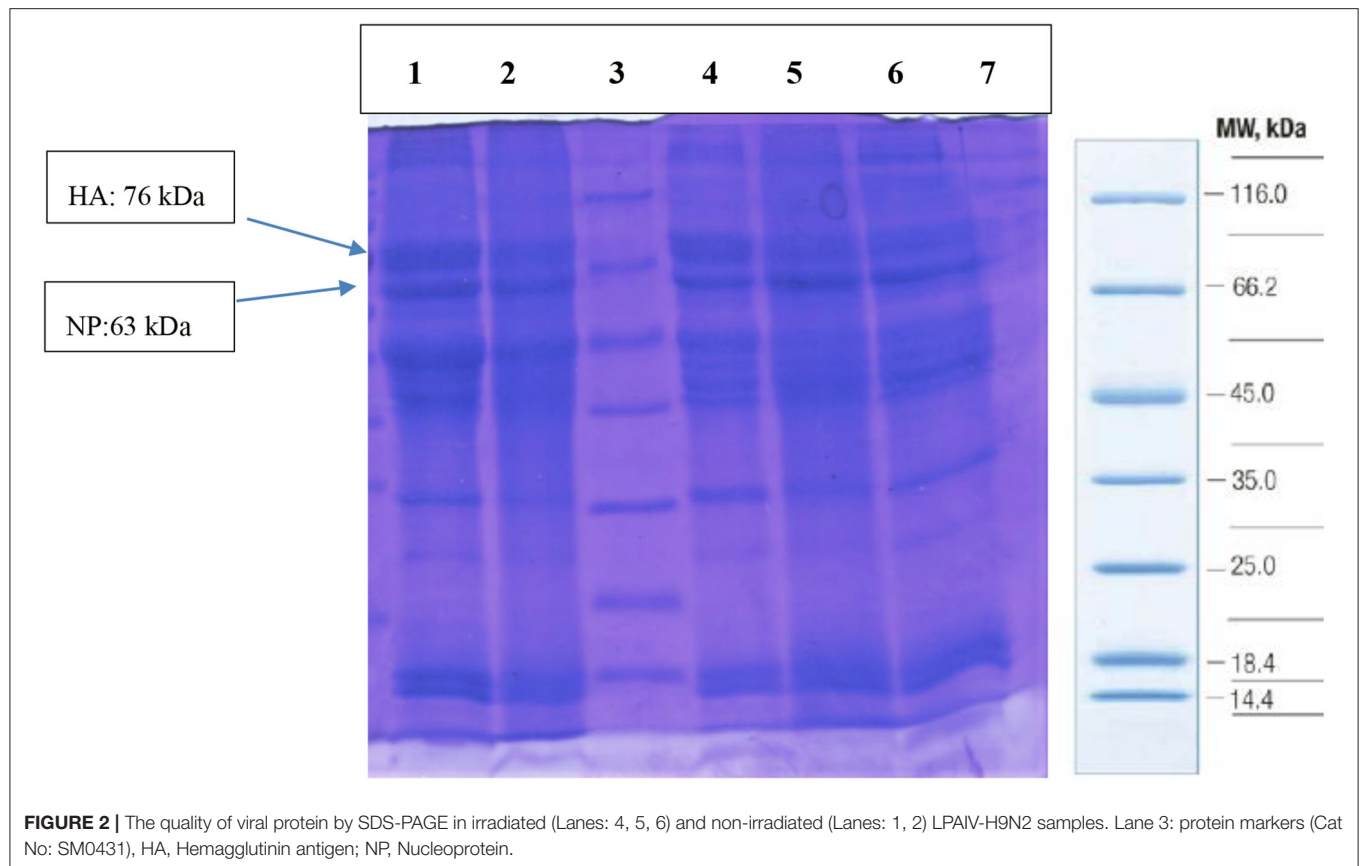 1 2 3 4 5 6 7
HA: 76 kDa
NP:63 kDa
MW, kDa
116.0
66.2
45.0
35.0
25.0
18.4
14.4
FIGURE 2 | The quality of viral protein by SDS-PAGE in irradiated (Lanes: 4, 5, 6) and non-irradiated (Lanes: 1, 2) LPAIV-H9N2 samples. Lane 3: protein markers (Cat
No: SM0431), HA, Hemagglutinin antigen; NP, Nucleoprotein.